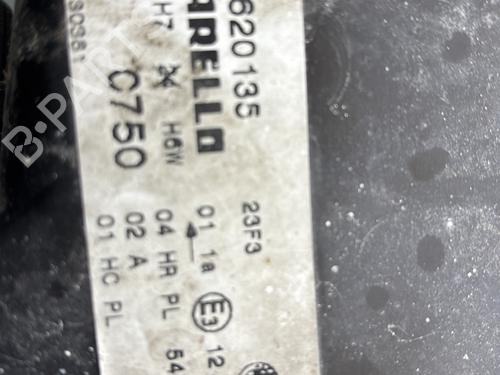 620135
ARELLO
H7 H6W
30351
C750
23F3
01 1a E3 12
04 HR PL 54
02 A
01 HC PL
B-PARTS